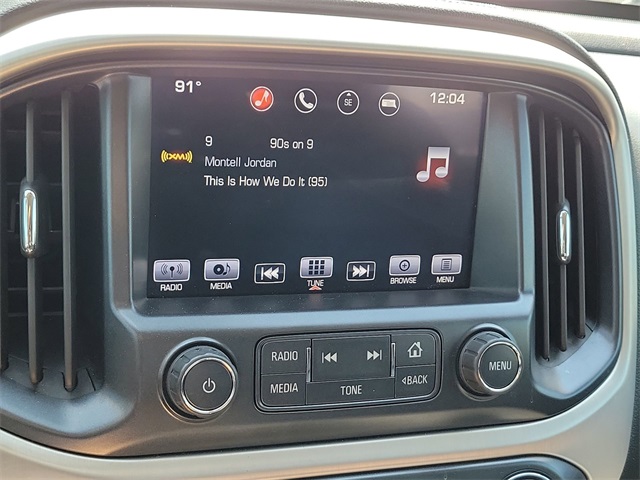 91°
SE
12:04
9 90s on 9
((XM))
Montell Jordan
This Is How We Do It (95)
RADIO MEDIA TUNE BROWSE MENU
RADIO
MEDIA
TONE
BACK
MENU